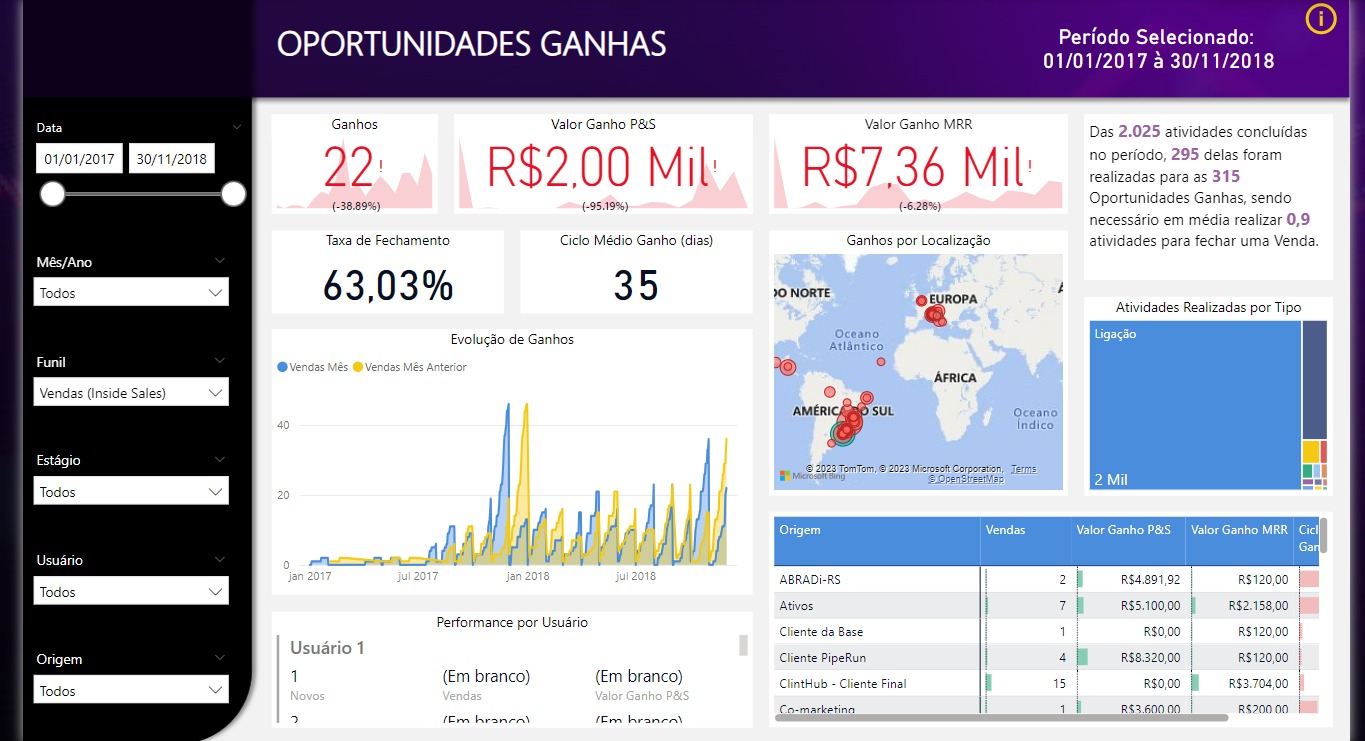 OPORTUNIDADES GANHAS
Período Selecionado:
01/01/2017 à 30/11/2018
i
Data
01/01/2017
30/11/2018
Mês/Ano
Todos
Funil
Vendas (Inside Sales)
Estágio
Todos
Usuário
Todos
Origem
Todos
Ganhos
22!
(-38.89%)
Valor Ganho P&S
R$2,00 Mil!
(-95.19%)
Valor Ganho MRR
R$7,36 Mil!
(-6.28%)
Das 2.025 atividades concluídas
no período, 295 delas foram
realizadas para as 315
Oportunidades Ganhas, sendo
necessário em média realizar 0,9
atividades para fechar uma Venda.
Taxa de Fechamento
63,03%
Ciclo Médio Ganho (dias)
35
Ganhos por Localização
DO NORTE
EUROPA
Oceano
Atlântico
ÁFRICA
AMÉRICA DO SUL
Oceano
Índico
© 2023 TomTom, © 2023 Microsoft Corporation, Terms
© OpenStreetMap
Microsoft Bing
Atividades Realizadas por Tipo
Ligação
2 Mil
Evolução de Ganhos
Vendas Mês Vendas Mês Anterior
40
20
0
jan 2017 jul 2017 jan 2018 jul 2018
Performance por Usuário
Usuário 1
1 (Em branco) (Em branco)
Novos Vendas Valor Ganho P&S
2 (Em branco) (Em branco)
Origem Vendas Valor Ganho P&S Valor Ganho MRR Cicl
Gan
ABRADi-RS 2 R$4.891,92 R$120,00
Ativos 7 R$5.100,00 R$2.158,00
Cliente da Base 1 R$0,00 R$120,00
Cliente PipeRun 4 R$8.320,00 R$120,00
ClintHub - Cliente Final 15 R$0,00 R$3.704,00
Co-marketing 1 R$3.600,00 R$200,00